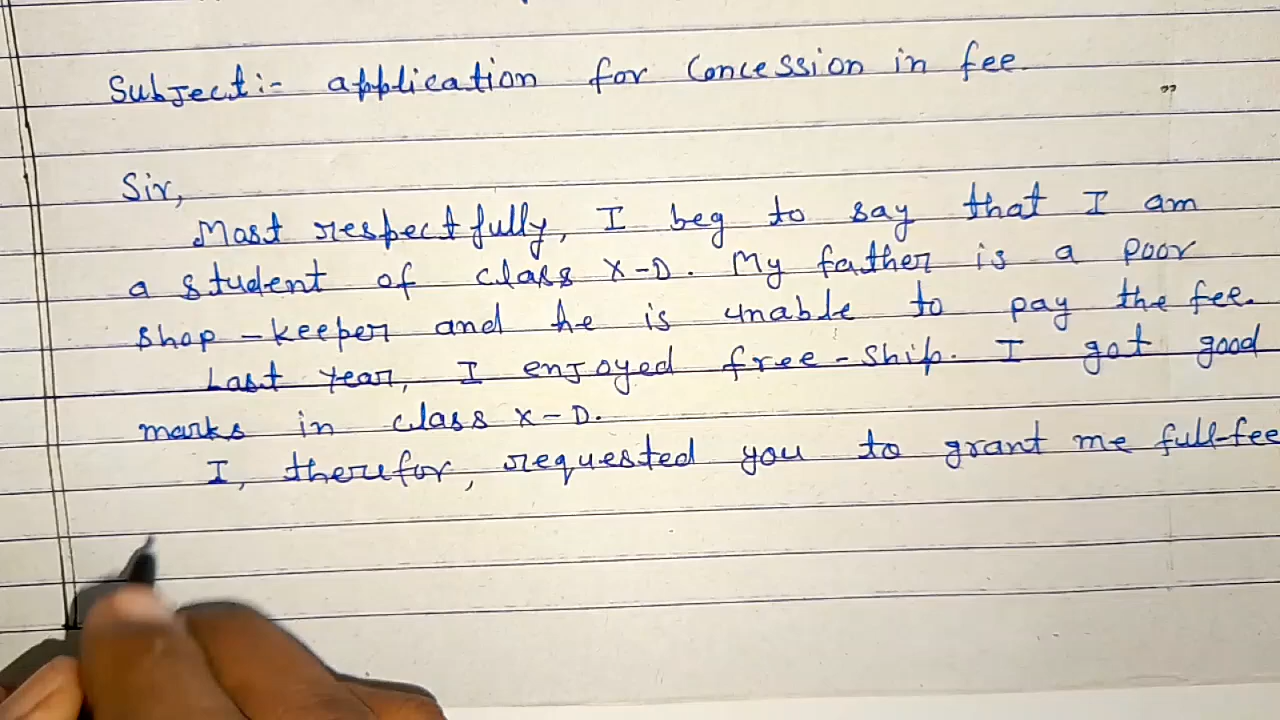 Subject:- application for Concession in fee.
Sir,
Mast respectfully, I beg to say that I am
a student of class X-D. My father is a poor
shop-keeper and he is unable to pay the fee.
Last year, I enjoyed free-ship. I got good
marks in class X-D.
I, therefor, requested you to grant me full-fee